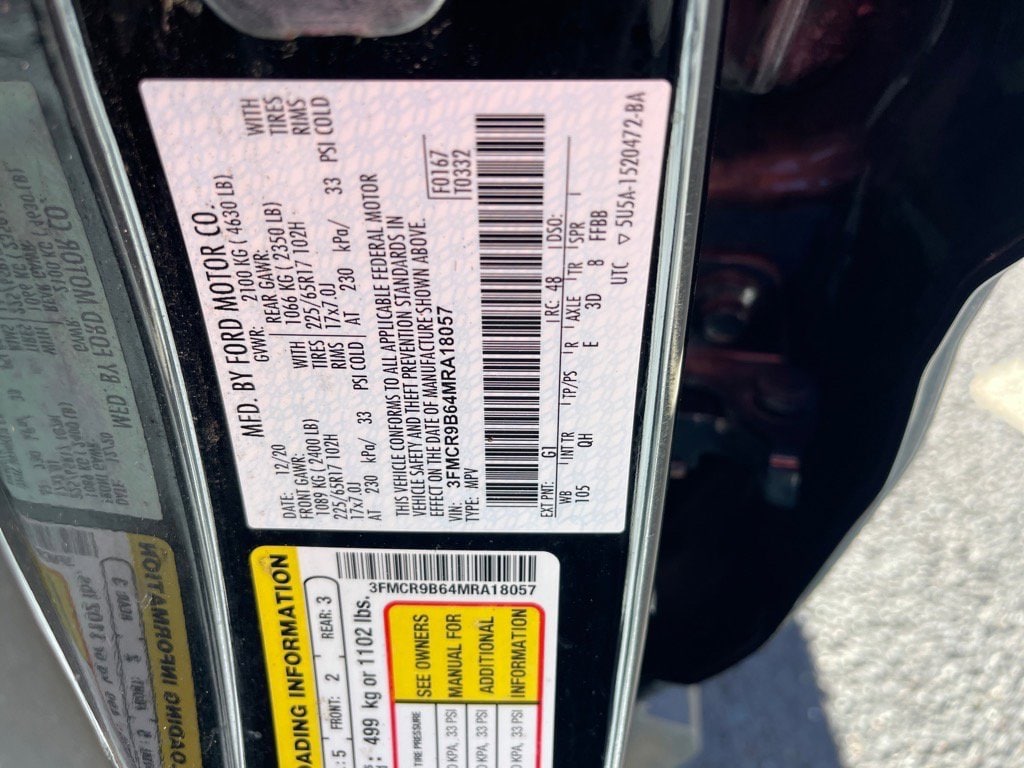 MFD. BY FORD MOTOR CO.
DATE: 12/20 GVWR: 2100 KG ( 4630 LB)
FRONT GAWR: WITH REAR GAWR: WITH
1089 KG ( 2400 LB) TIRES 1066 KG ( 2350 LB) TIRES
225/65R17 102H RIMS 225/65R17 102H RIMS
17x7.0J PSI COLD 17x7.0J PSI COLD
AT 230 kPa/ 33 AT 230 kPa/ 33
THIS VEHICLE CONFORMS TO ALL APPLICABLE FEDERAL MOTOR
VEHICLE SAFETY AND THEFT PREVENTION STANDARDS IN
EFFECT ON THE DATE OF MANUFACTURE SHOWN ABOVE.
VIN: 3FMCR9B64MRA18057
TYPE: MPV
F0167
T0332
EXT PNT: G1 RC: 48 DSO:
WB INT TR TP/PS R AXLE TR SPR
105 QH E 3D 8 FFBB
UTC ▽ 5U5A-1520472-BA
ADING INFORMATION
: 5 FRONT: 2 REAR: 3
: 499 kg or 1102 lbs.
3FMCR9B64MRA18057
TIRE PRESSURE
KPA, 33 PSI
KPA, 33 PSI
KPA, 33 PSI
SEE OWNERS
MANUAL FOR
ADDITIONAL
INFORMATION